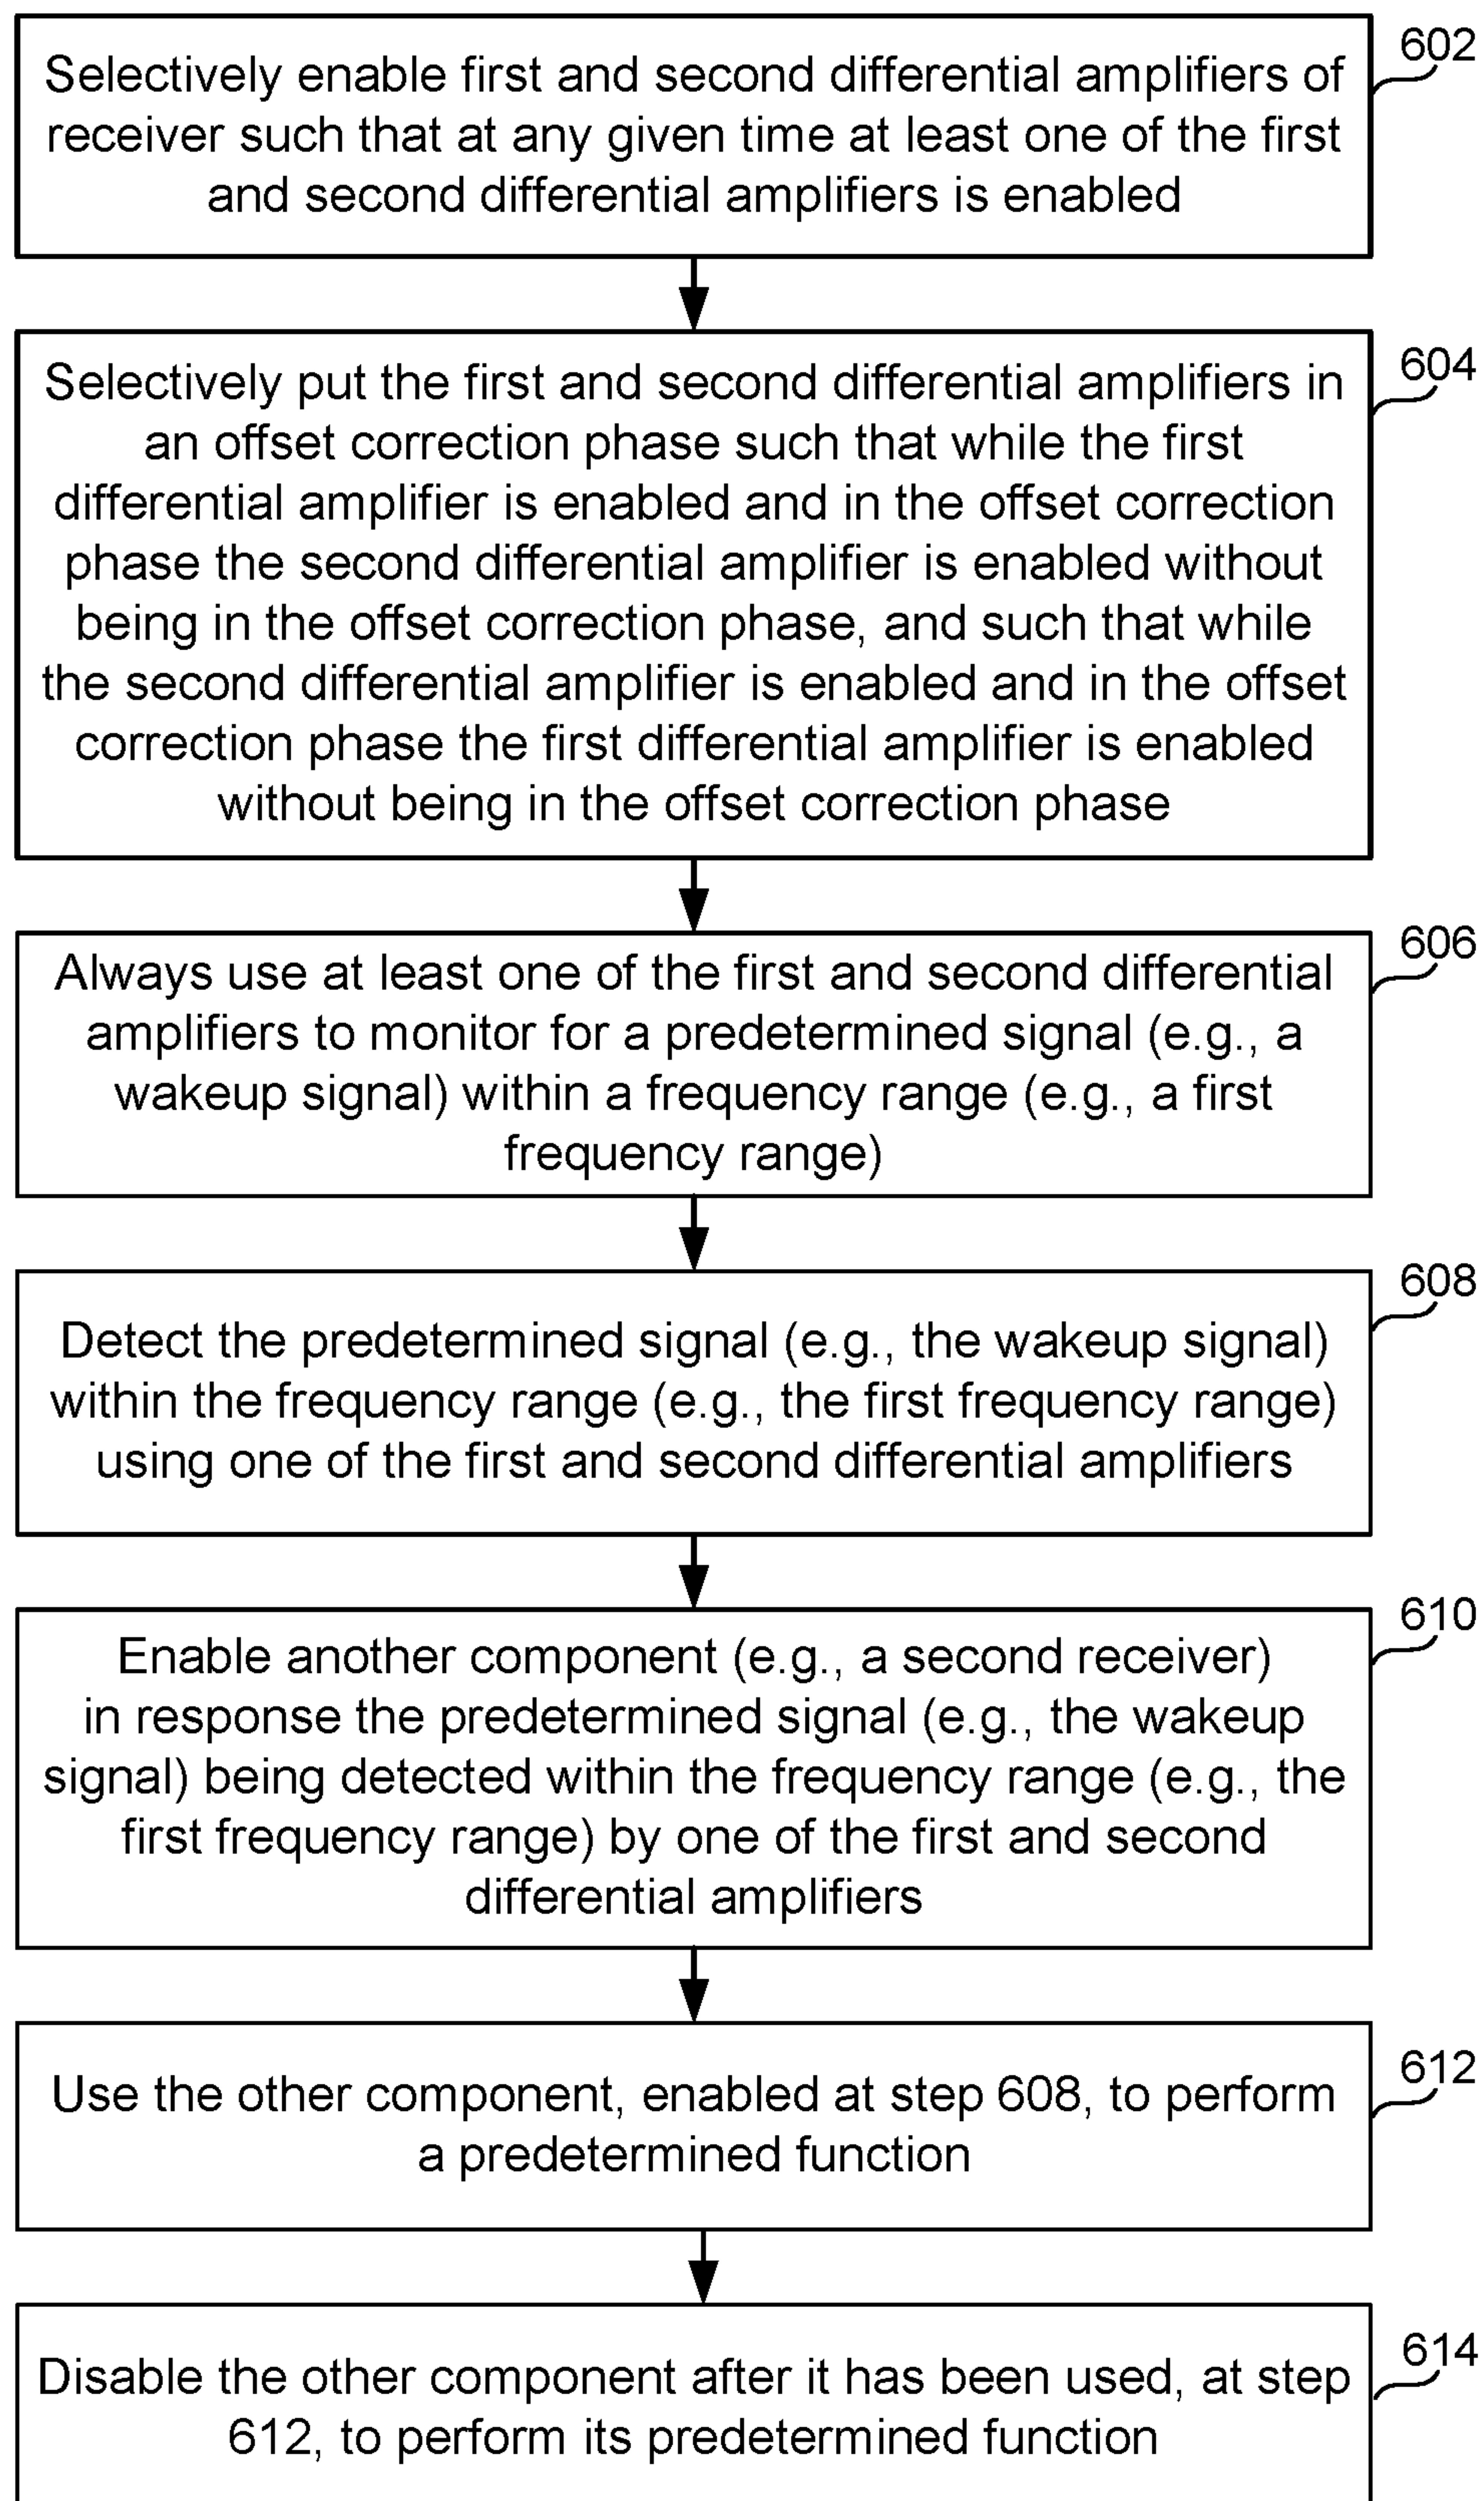 602
Selectively enable first and second differential amplifiers of
receiver such that at any given time at least one of the first
and second differential amplifiers is enabled
604
Selectively put the first and second differential amplifiers in
an offset correction phase such that while the first
differential amplifier is enabled and in the offset correction
phase the second differential amplifier is enabled without
being in the offset correction phase, and such that while
the second differential amplifier is enabled and in the offset
correction phase the first differential amplifier is enabled
without being in the offset correction phase
606
Always use at least one of the first and second differential
amplifiers to monitor for a predetermined signal (e.g., a
wakeup signal) within a frequency range (e.g., a first
frequency range)
608
Detect the predetermined signal (e.g., the wakeup signal)
within the frequency range (e.g., the first frequency range)
using one of the first and second differential amplifiers
610
Enable another component (e.g., a second receiver)
in response the predetermined signal (e.g., the wakeup
signal) being detected within the frequency range (e.g., the
first frequency range) by one of the first and second
differential amplifiers
612
Use the other component, enabled at step 608, to perform
a predetermined function
614
Disable the other component after it has been used, at step
612, to perform its predetermined function